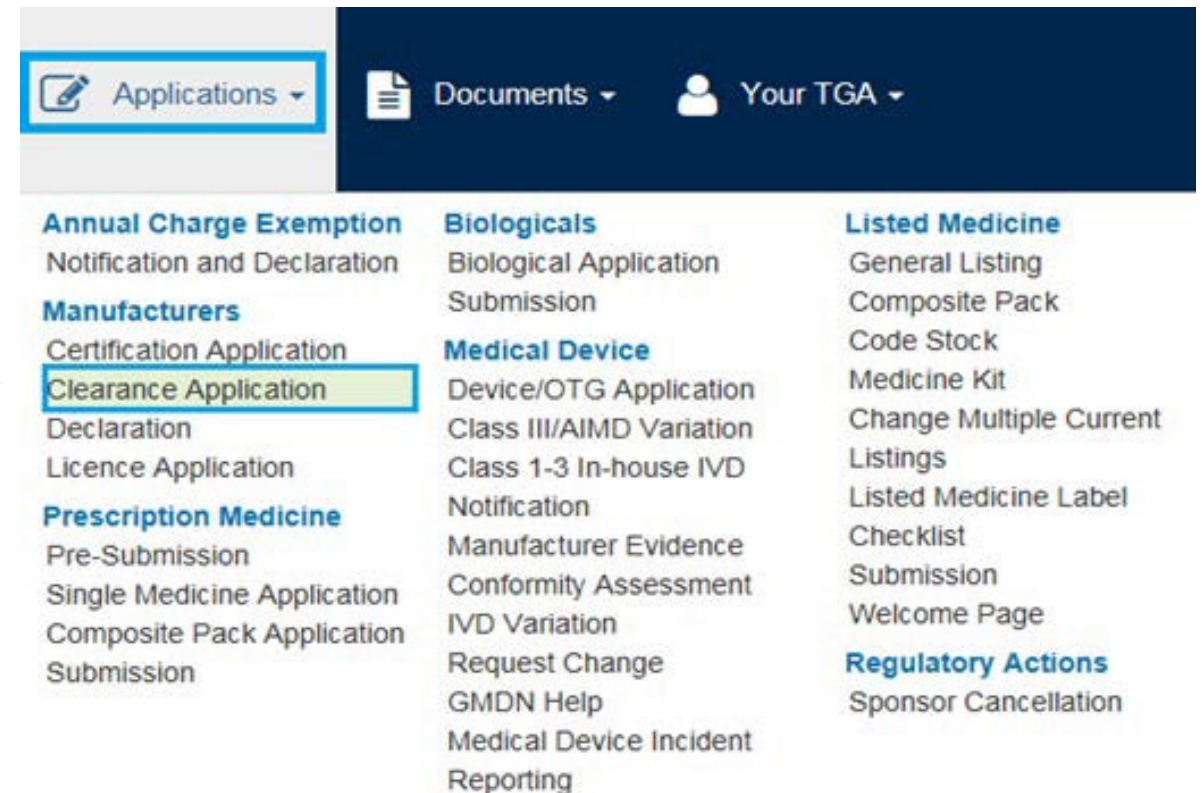 Applications
Documents
Your TGA
Annual Charge Exemption
Notification and Declaration
Manufacturers
Certification Application
Clearance Application
Declaration
Licence Application
Prescription Medicine
Pre-Submission
Single Medicine Application
Composite Pack Application
Submission
Biologicals
Biological Application
Submission
Medical Device
Device/OTG Application
Class III/AIMD Variation
Class 1-3 In-house IVD
Notification
Manufacturer Evidence
Conformity Assessment
IVD Variation
Request Change
GMDN Help
Medical Device Incident
Reporting
Listed Medicine
General Listing
Composite Pack
Code Stock
Medicine Kit
Change Multiple Current
Listings
Listed Medicine Label
Checklist
Submission
Welcome Page
Regulatory Actions
Sponsor Cancellation